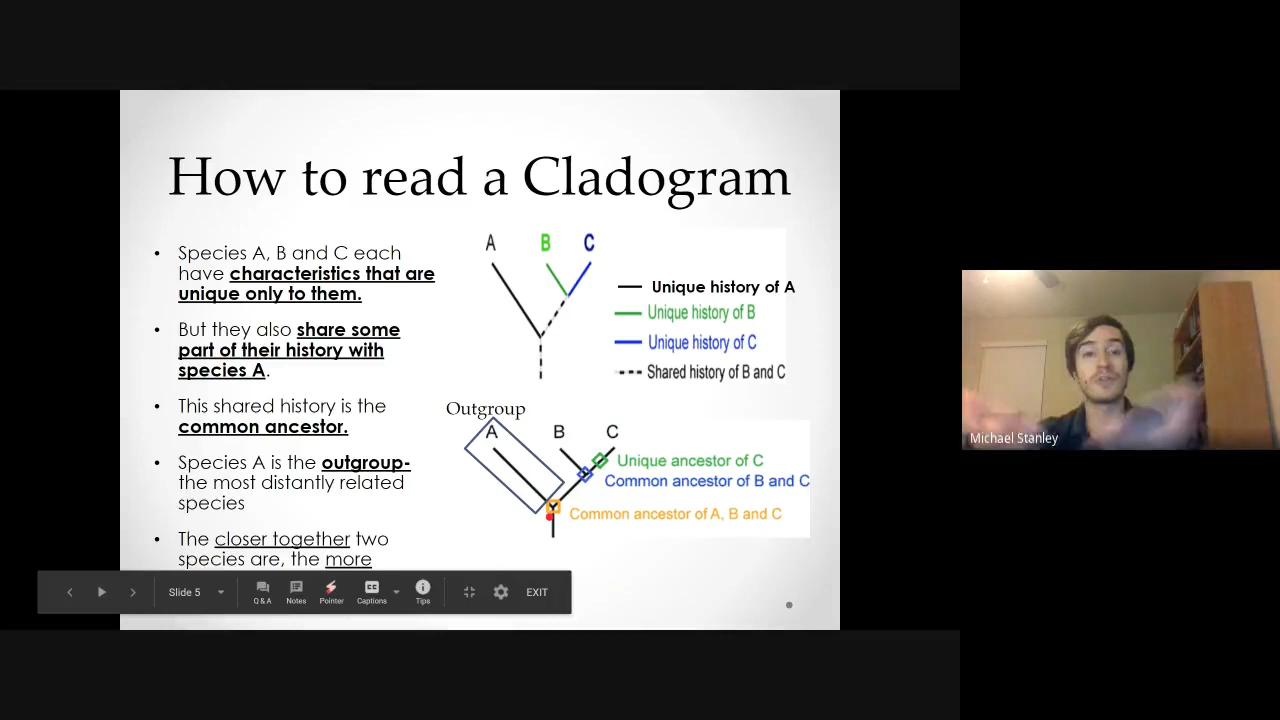 How to read a Cladogram
• Species A, B and C each
have characteristics that are
unique only to them.
• But they also share some
part of their history with
species A.
• This shared history is the
common ancestor.
• Species A is the outgroup-
the most distantly related
species
• The closer together two
species are, the more
A B C
Unique history of A
Unique history of B
Unique history of C
Shared history of B and C
Outgroup
A B C
Unique ancestor of C
Common ancestor of B and C
Common ancestor of A, B and C
Slide 5
Q & A
Notes
Pointer
CC
Captions
Tips
EXIT
Michael Stanley